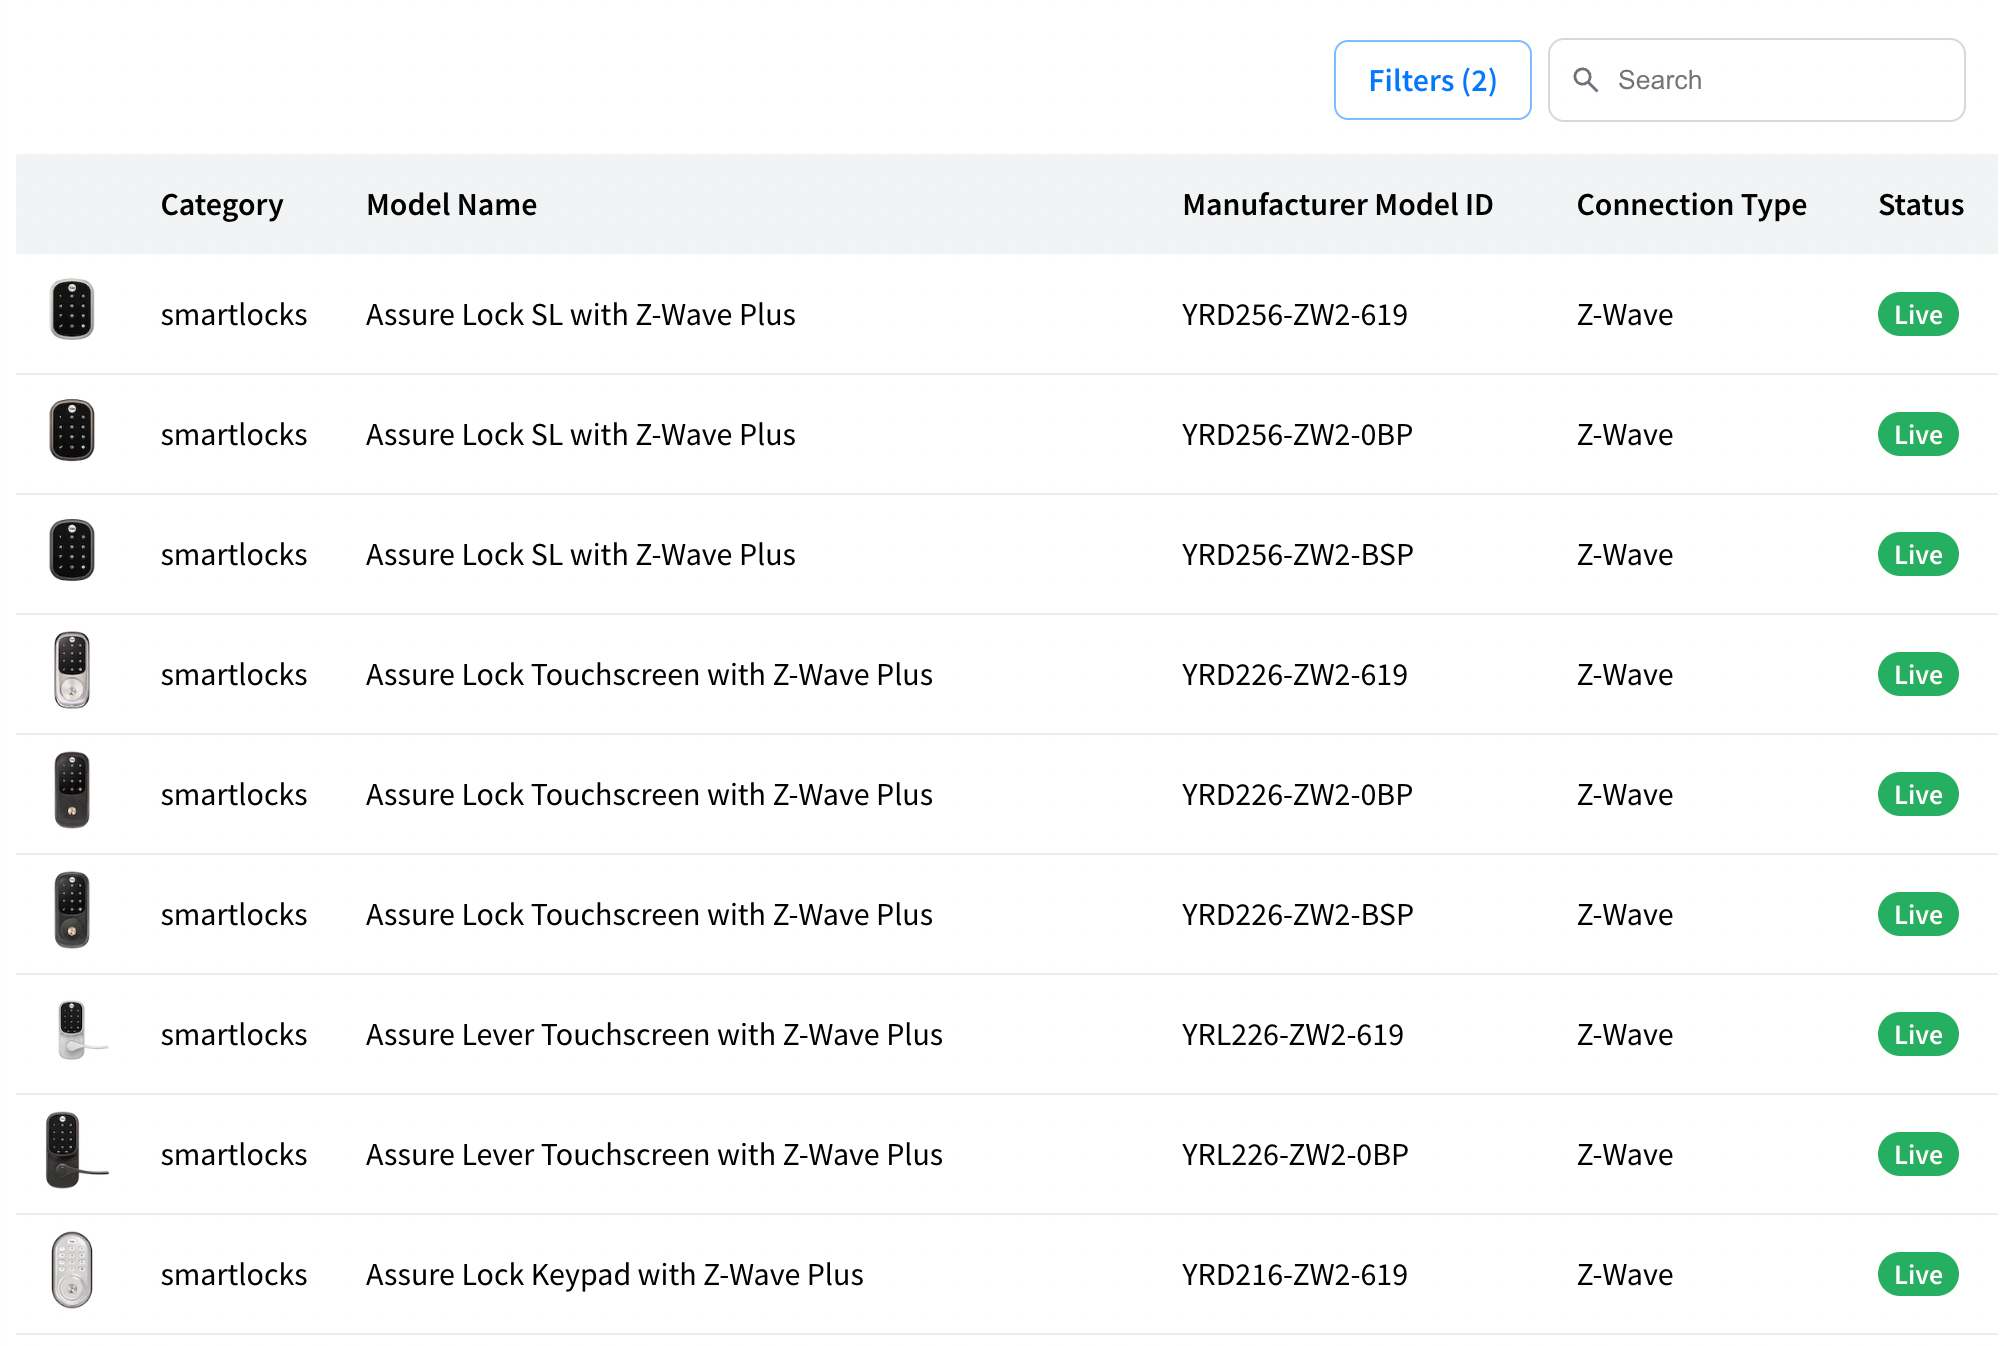 Filters (2) Search
Category Model Name Manufacturer Model ID Connection Type Status
smartlocks Assure Lock SL with Z-Wave Plus YRD256-ZW2-619 Z-Wave Live
smartlocks Assure Lock SL with Z-Wave Plus YRD256-ZW2-0BP Z-Wave Live
smartlocks Assure Lock SL with Z-Wave Plus YRD256-ZW2-BSP Z-Wave Live
smartlocks Assure Lock Touchscreen with Z-Wave Plus YRD226-ZW2-619 Z-Wave Live
smartlocks Assure Lock Touchscreen with Z-Wave Plus YRD226-ZW2-0BP Z-Wave Live
smartlocks Assure Lock Touchscreen with Z-Wave Plus YRD226-ZW2-BSP Z-Wave Live
smartlocks Assure Lever Touchscreen with Z-Wave Plus YRL226-ZW2-619 Z-Wave Live
smartlocks Assure Lever Touchscreen with Z-Wave Plus YRL226-ZW2-0BP Z-Wave Live
smartlocks Assure Lock Keypad with Z-Wave Plus YRD216-ZW2-619 Z-Wave Live